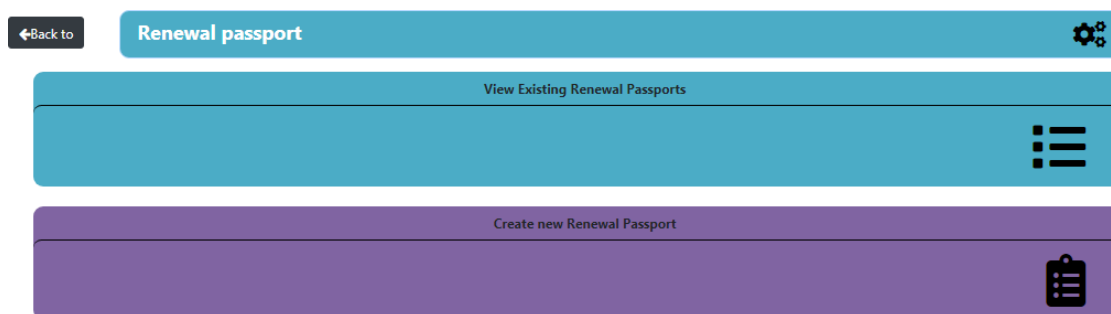 Back to
Renewal passport
View Existing Renewal Passports
Create new Renewal Passport